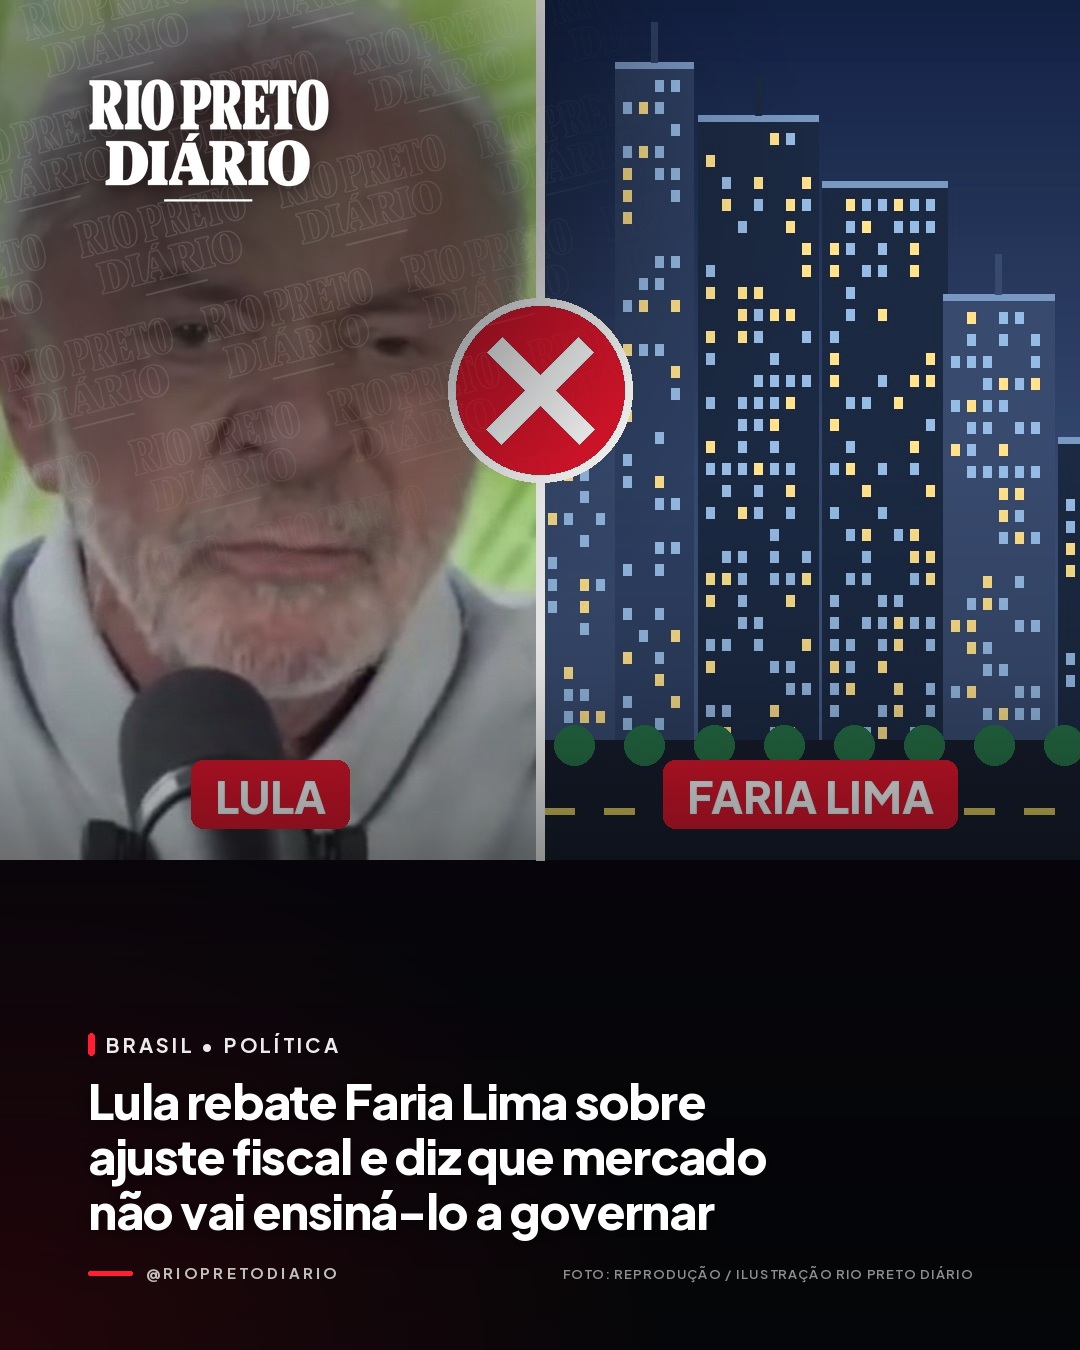 RIO PRETO
DIÁRIO
LULA
FARIA LIMA
BRASIL • POLÍTICA
Lula rebate Faria Lima sobre
ajuste fiscal e diz que mercado
não vai ensiná-lo a governar
@RIOPRETODIARIO
FOTO: REPRODUÇÃO / ILUSTRAÇÃO RIO PRETO DIÁRIO